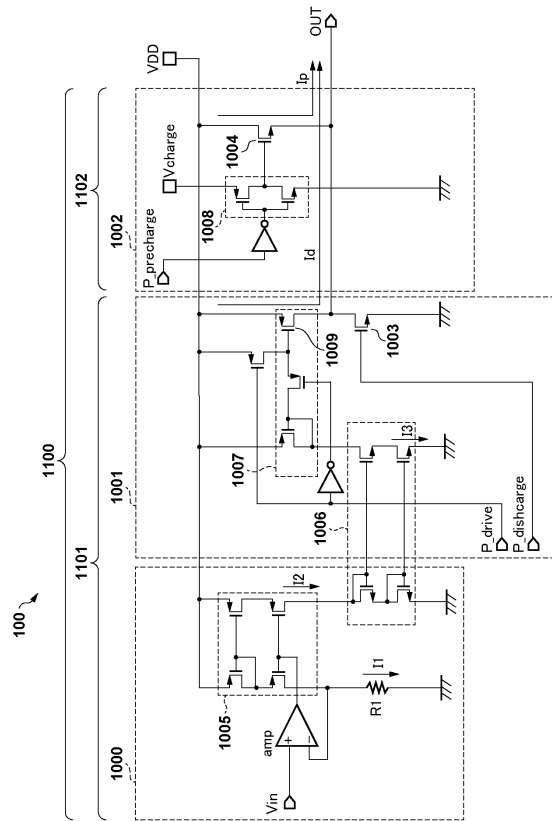 100
1100
1101
1102
1000
1001
1002
P_precharge
Vcharge
VDD
1005
I2
1007
1009
1008
1004
Ip
Id
OUT
amp
+
−
Vin
R1
I1
1006
I3
1003
P_drive
P_dishcarge